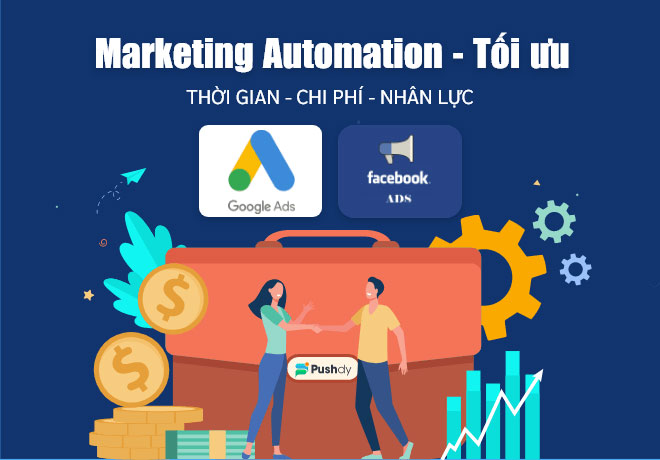 Marketing Automation - Tối ưu
THỜI GIAN - CHI PHÍ - NHÂN LỰC
Google Ads
facebook
ADS
$
$
Pushdy